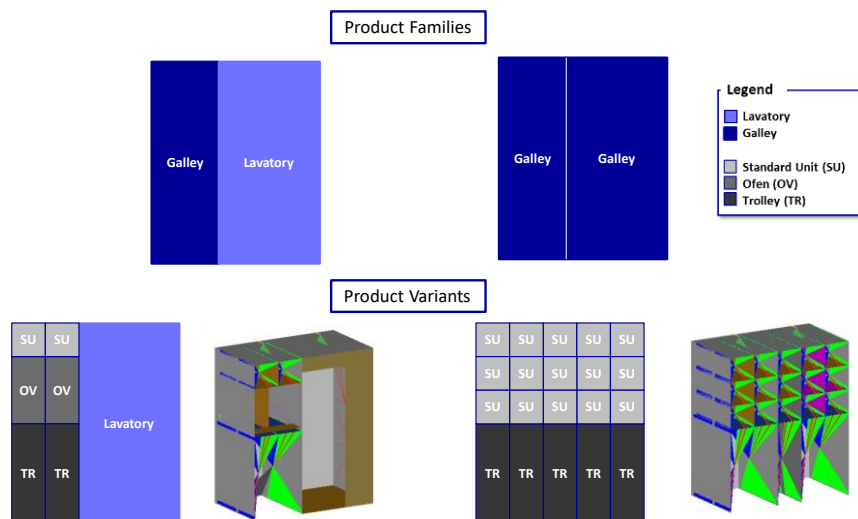 Product Families
Galley Lavatory
Galley Galley
Legend
Lavatory
Galley
Standard Unit (SU)
Ofen (OV)
Trolley (TR)
Product Variants
SU SU
OV OV
TR TR
Lavatory
SU SU SU SU SU
SU SU SU SU SU
SU SU SU SU SU
TR TR TR TR TR